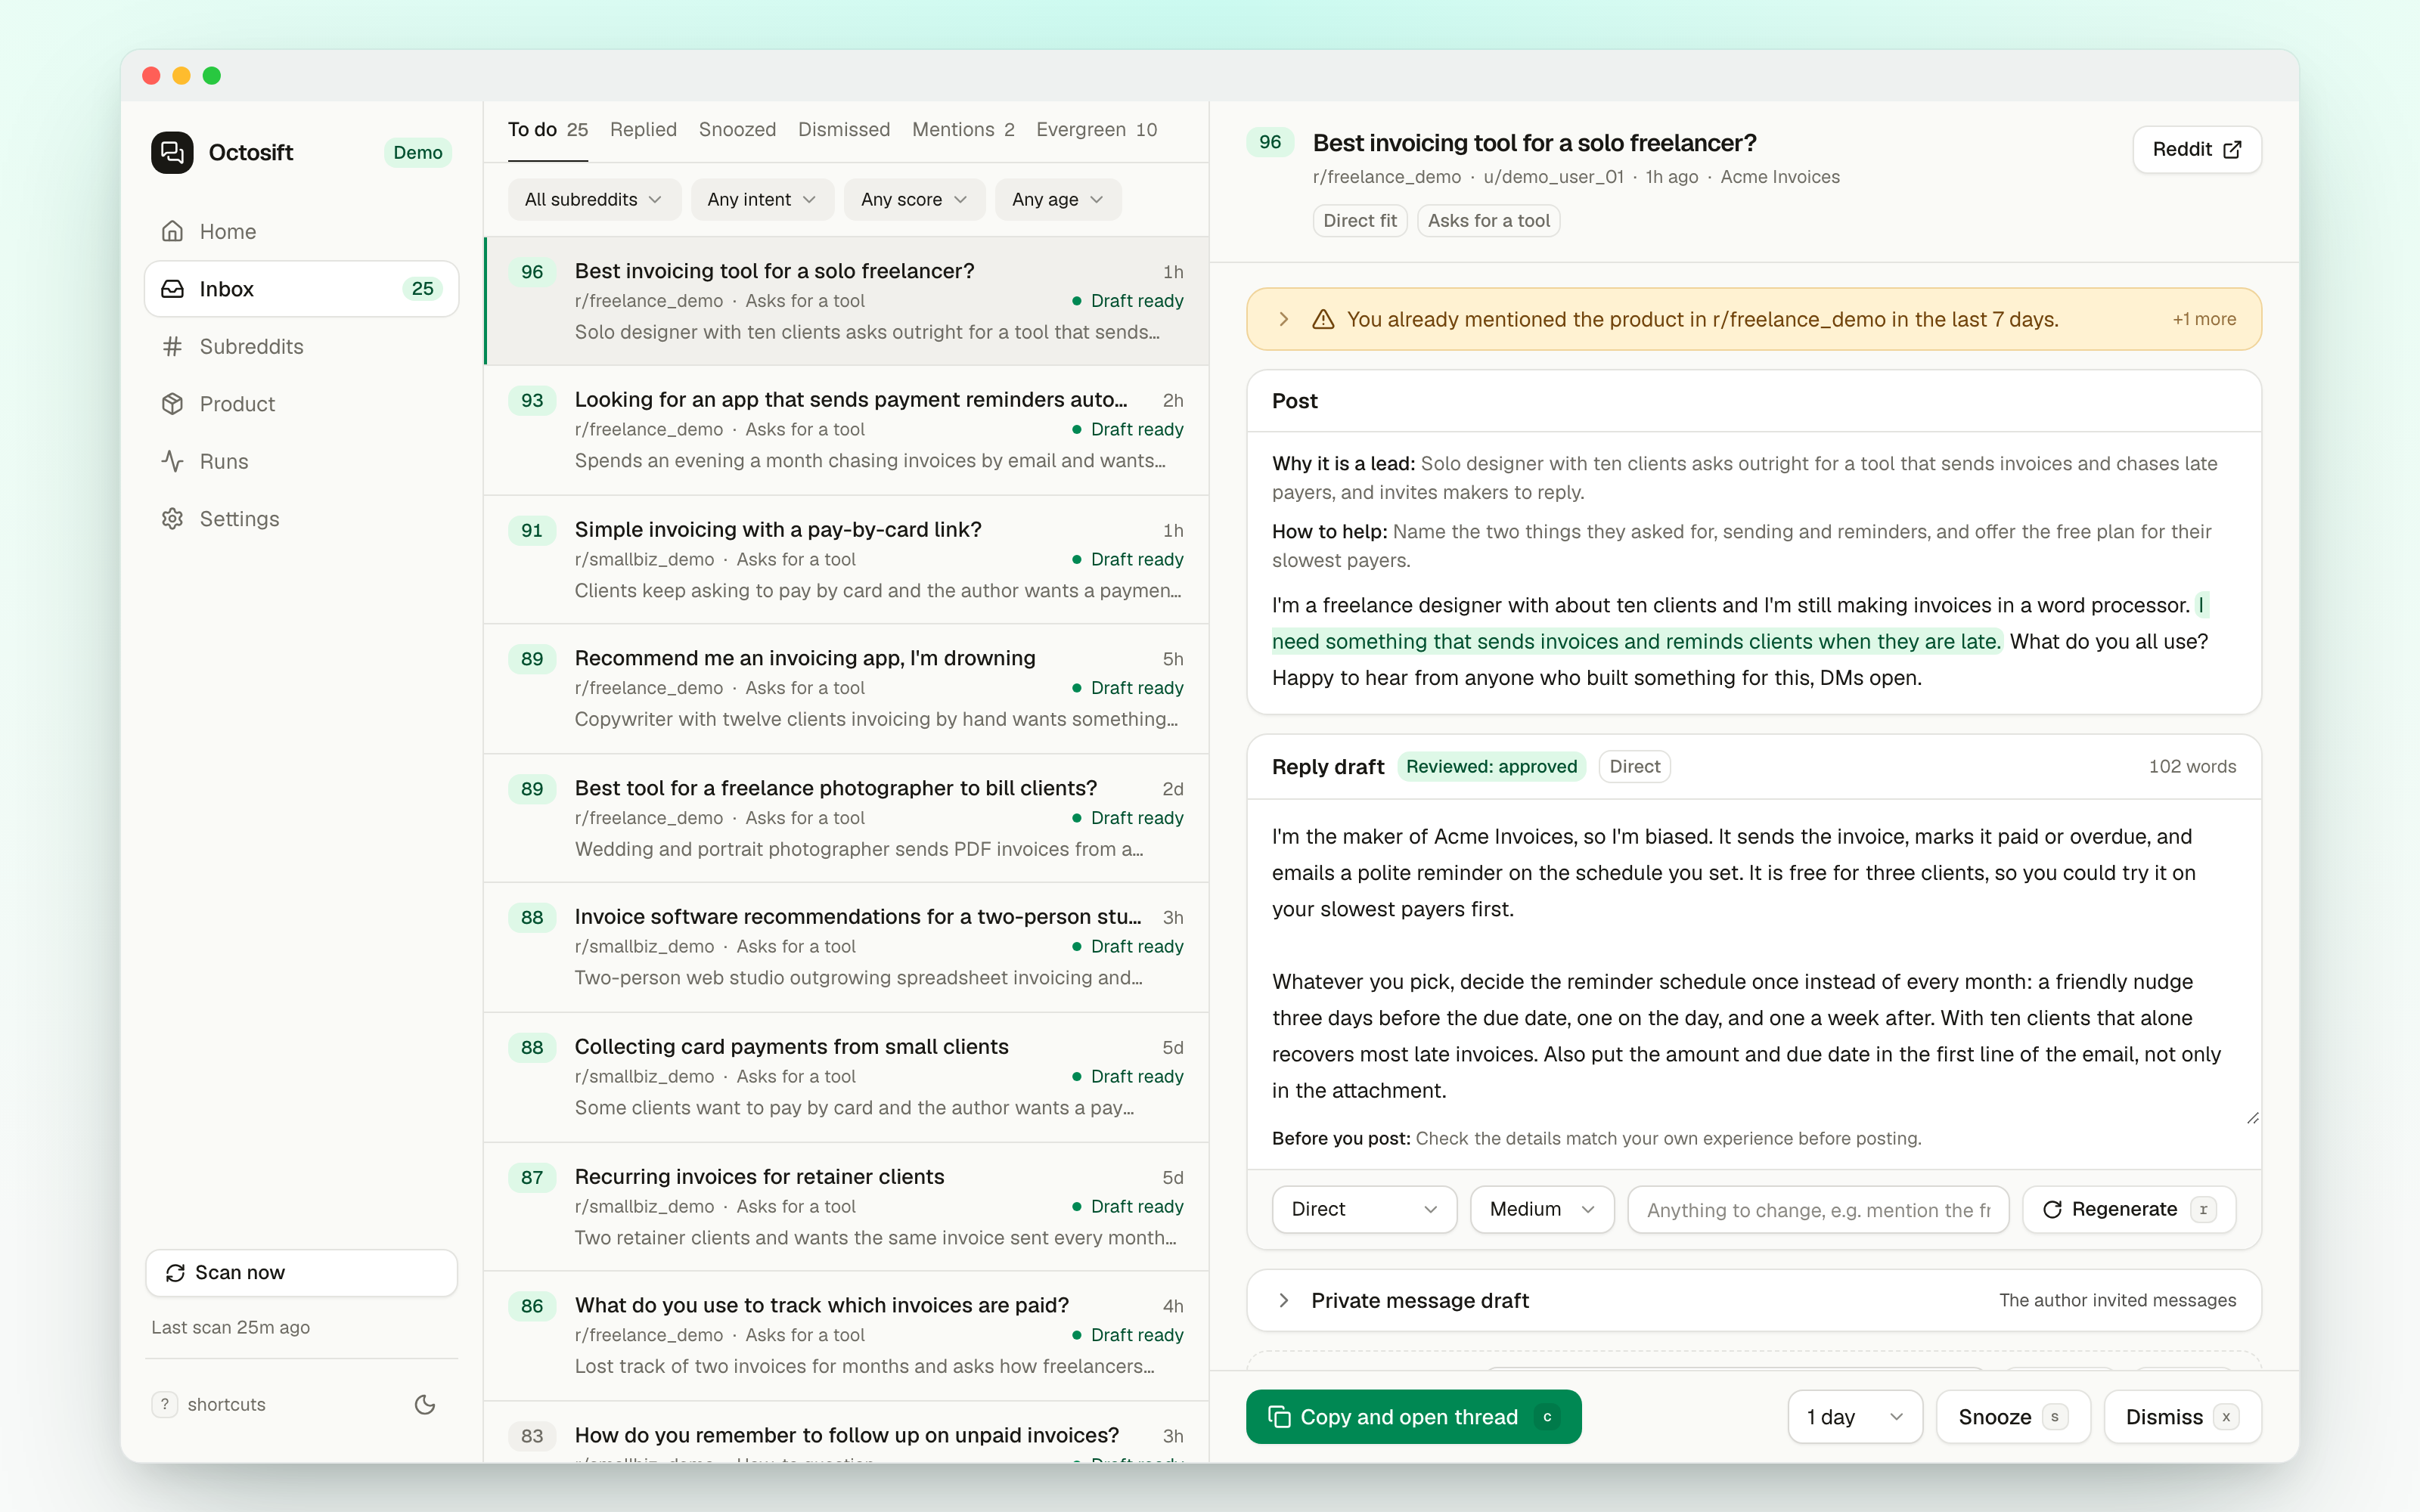 Octosift Demo
Home
Inbox 25
Subreddits
Product
Runs
Settings
Scan now
Last scan 25m ago
? shortcuts
To do 25 Replied Snoozed Dismissed Mentions 2 Evergreen 10
All subreddits Any intent Any score Any age
96 Best invoicing tool for a solo freelancer? 1h
r/freelance_demo · Asks for a tool Draft ready
Solo designer with ten clients asks outright for a tool that sends...
93 Looking for an app that sends payment reminders auto... 2h
r/freelance_demo · Asks for a tool Draft ready
Spends an evening a month chasing invoices by email and wants...
91 Simple invoicing with a pay-by-card link? 1h
r/smallbiz_demo · Asks for a tool Draft ready
Clients keep asking to pay by card and the author wants a paymen...
89 Recommend me an invoicing app, I'm drowning 5h
r/freelance_demo · Asks for a tool Draft ready
Copywriter with twelve clients invoicing by hand wants something...
89 Best tool for a freelance photographer to bill clients? 2d
r/freelance_demo · Asks for a tool Draft ready
Wedding and portrait photographer sends PDF invoices from a...
88 Invoice software recommendations for a two-person stu... 3h
r/smallbiz_demo · Asks for a tool Draft ready
Two-person web studio outgrowing spreadsheet invoicing and...
88 Collecting card payments from small clients 5d
r/smallbiz_demo · Asks for a tool Draft ready
Some clients want to pay by card and the author wants a pay...
87 Recurring invoices for retainer clients 5d
r/smallbiz_demo · Asks for a tool Draft ready
Two retainer clients and wants the same invoice sent every month...
86 What do you use to track which invoices are paid? 4h
r/freelance_demo · Asks for a tool Draft ready
Lost track of two invoices for months and asks how freelancers...
83 How do you remember to follow up on unpaid invoices? 3h
96 Best invoicing tool for a solo freelancer? Reddit
r/freelance_demo · u/demo_user_01 · 1h ago · Acme Invoices
Direct fit Asks for a tool
You already mentioned the product in r/freelance_demo in the last 7 days. +1 more
Post
Why it is a lead: Solo designer with ten clients asks outright for a tool that sends invoices and chases late
payers, and invites makers to reply.
How to help: Name the two things they asked for, sending and reminders, and offer the free plan for their
slowest payers.
I'm a freelance designer with about ten clients and I'm still making invoices in a word processor. I
need something that sends invoices and reminds clients when they are late. What do you all use?
Happy to hear from anyone who built something for this, DMs open.
Reply draft Reviewed: approved Direct 102 words
I'm the maker of Acme Invoices, so I'm biased. It sends the invoice, marks it paid or overdue, and
emails a polite reminder on the schedule you set. It is free for three clients, so you could try it on
your slowest payers first.
Whatever you pick, decide the reminder schedule once instead of every month: a friendly nudge
three days before the due date, one on the day, and one a week after. With ten clients that alone
recovers most late invoices. Also put the amount and due date in the first line of the email, not only
in the attachment.
Before you post: Check the details match your own experience before posting.
Direct Medium Anything to change, e.g. mention the fr Regenerate r
Private message draft The author invited messages
Copy and open thread c 1 day Snooze s Dismiss x